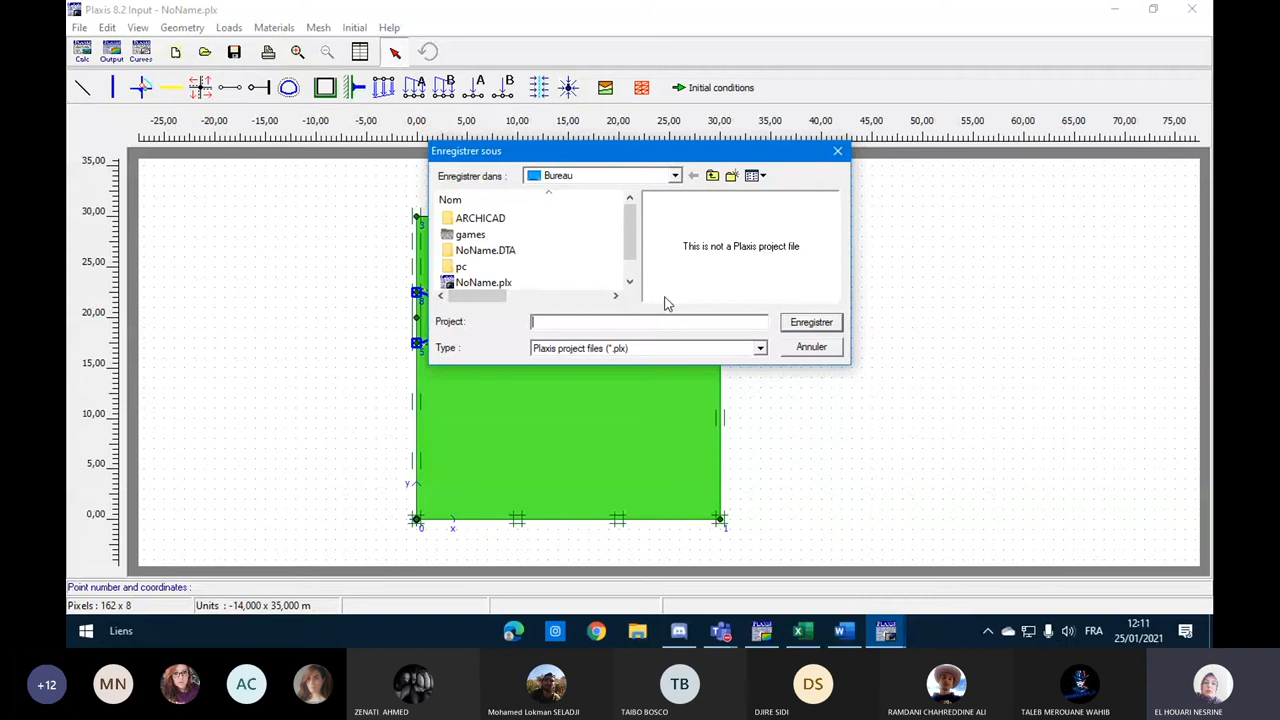 Plaxis 8.2 Input - NoName.plx
File Edit View Geometry Loads Materials Mesh Initial Help
Calc Output Curves
A B A B Initial conditions
-25,00 -20,00 -15,00 -10,00 -5,00 0,00 5,00 10,00 15,00 20,00 25,00 30,00 35,00 40,00 45,00 50,00 55,00 60,00 65,00 70,00 75,00
35,00
30,00
25,00
20,00
15,00
10,00
5,00
0,00
Enregistrer sous
Enregistrer dans : Bureau
Nom
ARCHICAD
games
NoName.DTA
pc
NoName.plx
This is not a Plaxis project file
Project: Enregistrer
Type : Plaxis project files (*.plx) Annuler
3
5
y
0 x 1
Point number and coordinates :
Pixels : 162 x 8 Units : -14,000 x 35,000 m
Liens FRA 12:11
25/01/2021
+12 MN AC ZENATI AHMED Mohamed Lokman SELADJI TB TAIBO BOSCO DS DJIRE SIDI RAMDANI CHAHREDDINE ALI TALEB MEROUANE WAHIB EL HOUARI NESRINE